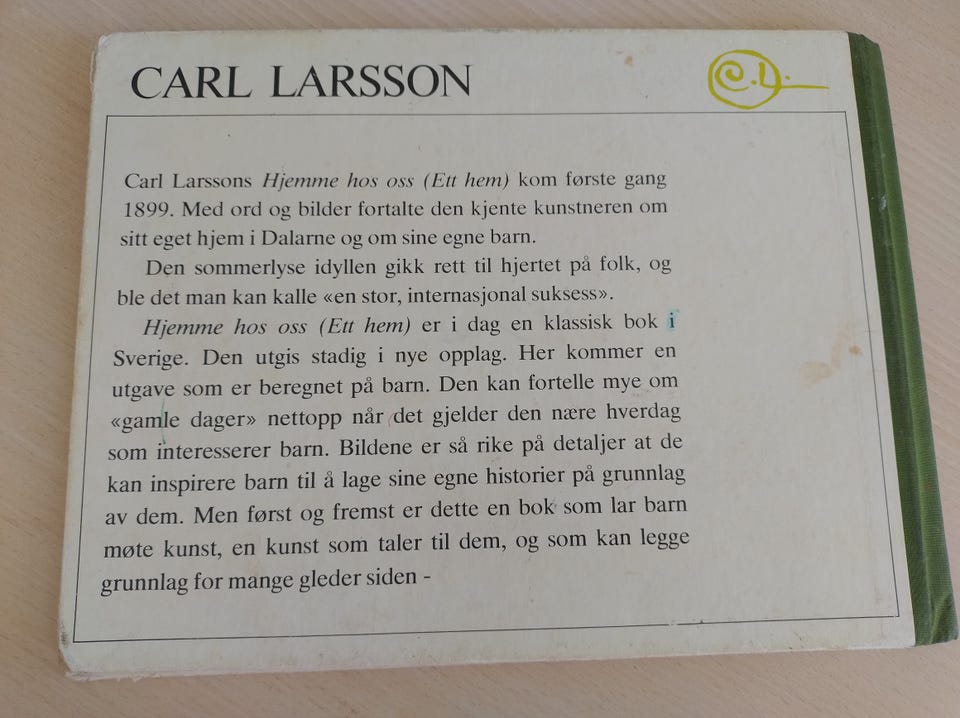 CARL LARSSON
C.L.
Carl Larssons Hjemme hos oss (Ett hem) kom første gang
1899. Med ord og bilder fortalte den kjente kunstneren om
sitt eget hjem i Dalarne og om sine egne barn.
Den sommerlyse idyllen gikk rett til hjertet på folk, og
ble det man kan kalle «en stor, internasjonal suksess».
Hjemme hos oss (Ett hem) er i dag en klassisk bok i
Sverige. Den utgis stadig i nye opplag. Her kommer en
utgave som er beregnet på barn. Den kan fortelle mye om
«gamle dager» nettopp når det gjelder den nære hverdag
som interesserer barn. Bildene er så rike på detaljer at de
kan inspirere barn til å lage sine egne historier på grunnlag
av dem. Men først og fremst er dette en bok som lar barn
møte kunst, en kunst som taler til dem, og som kan legge
grunnlag for mange gleder siden -